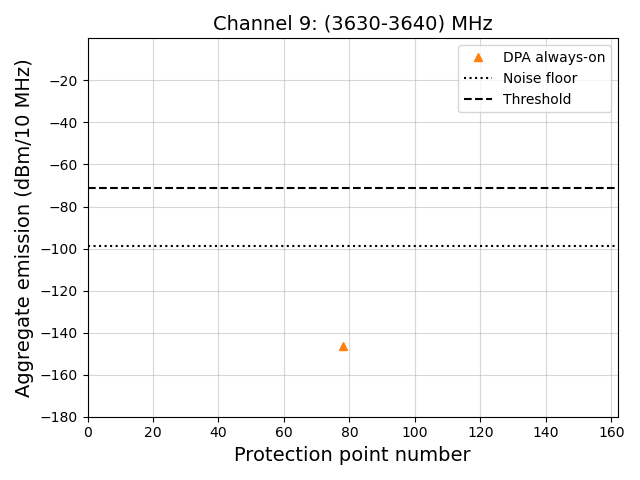 Channel 9: (3630-3640) MHz
Aggregate emission (dBm/10 MHz)
DPA always-on
Noise floor
Threshold
−20
−40
−60
−80
−100
−120
−140
−160
−180
0 20 40 60 80 100 120 140 160
Protection point number